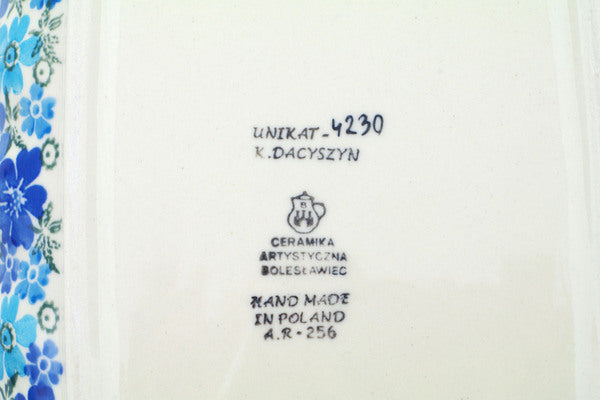 UNIKAT-4230
K.DACYSZYN
B
CERAMIKA
ARTYSTYCZNA
BOLESŁAWIEC
HAND MADE
IN POLAND
A.R-256